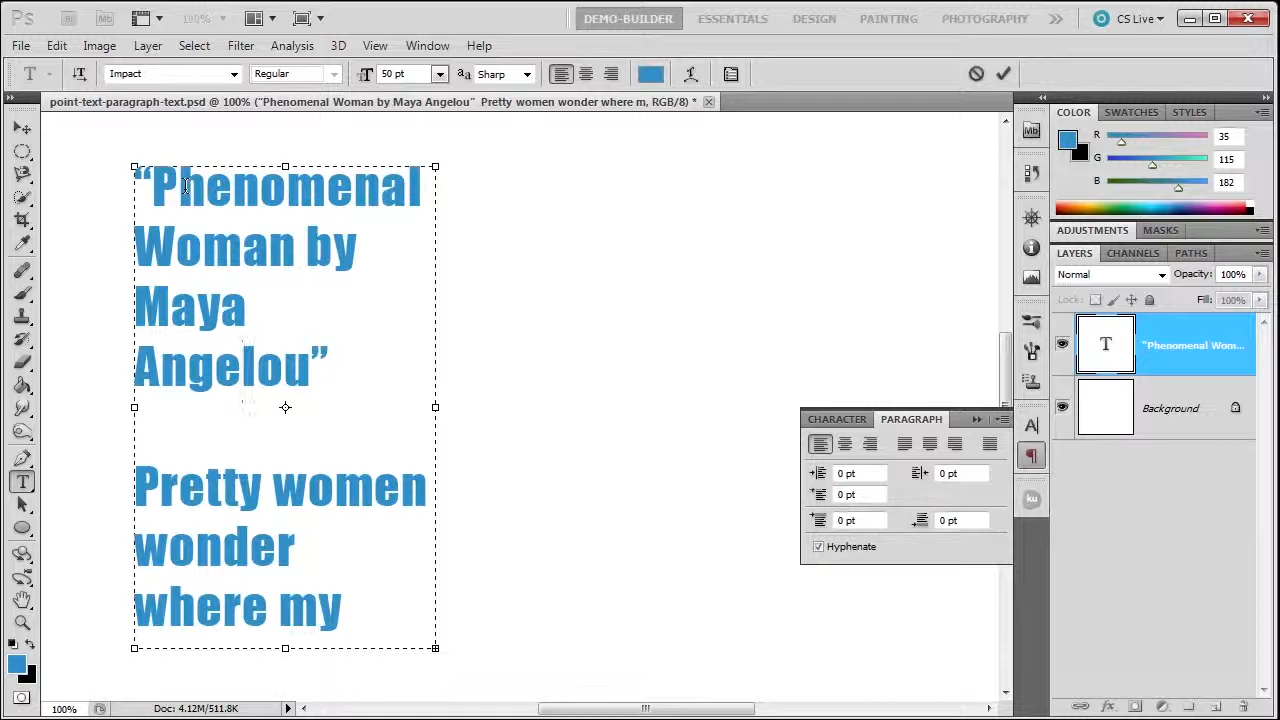 Ps Br Mb 100% DEMO-BUILDER ESSENTIALS DESIGN PAINTING PHOTOGRAPHY CS Live
File Edit Image Layer Select Filter Analysis 3D View Window Help
T Impact Regular 50 pt Sharp
point-text-paragraph-text.psd @ 100% ("Phenomenal Woman by Maya Angelou"  Pretty women wonder where m, RGB/8) *
“Phenomenal
Woman by
Maya
Angelou”
Pretty women
wonder
where my
COLOR SWATCHES STYLES
R 35
G 115
B 182
ADJUSTMENTS MASKS
LAYERS CHANNELS PATHS
Normal Opacity: 100%
Lock: Fill: 100%
T “Phenomenal Wom...
Background
CHARACTER PARAGRAPH
0 pt 0 pt
0 pt
0 pt 0 pt
Hyphenate
100% Doc: 4.12M/511.8K